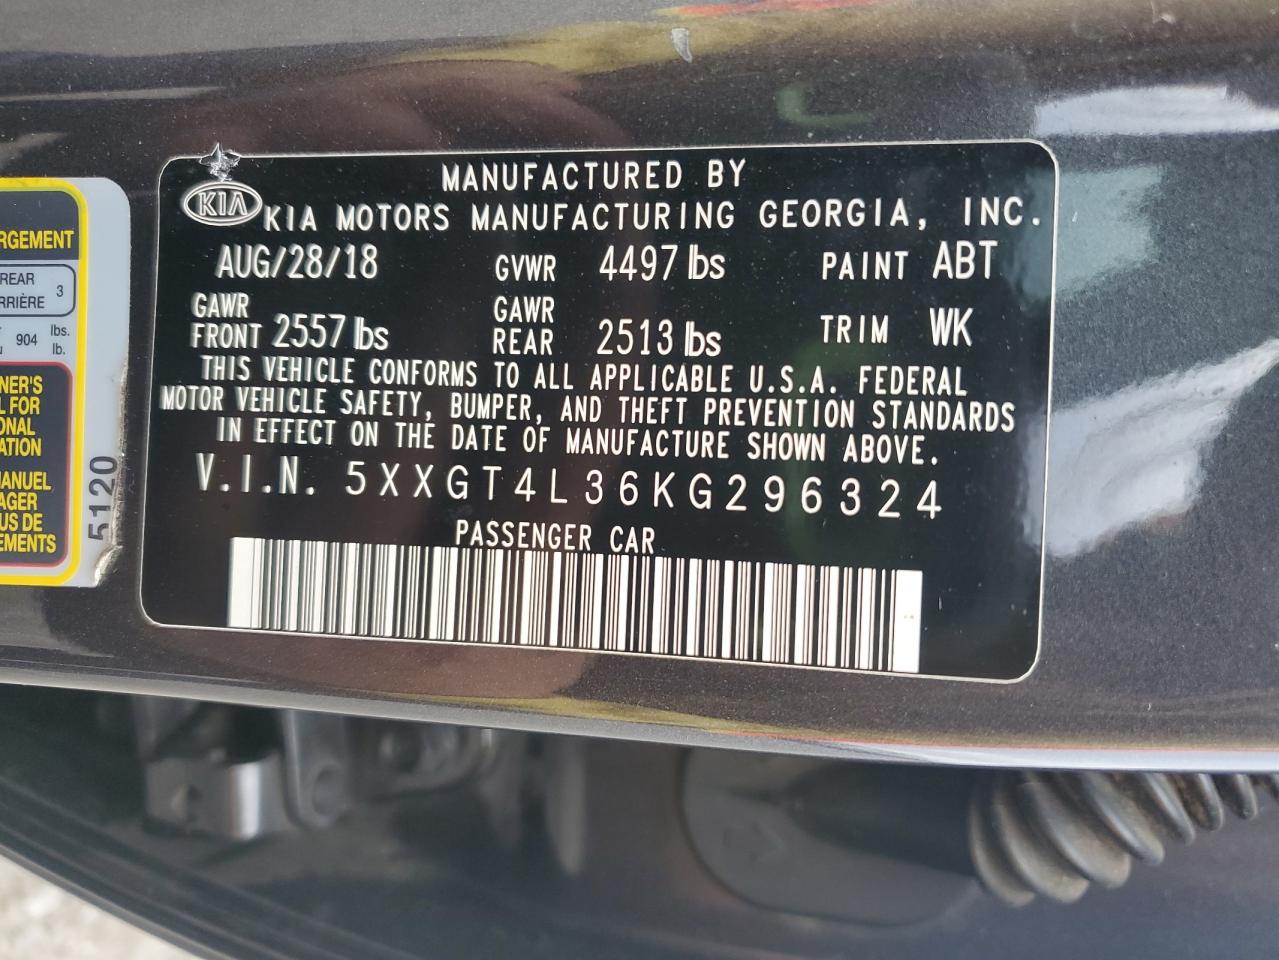 MANUFACTURED BY
KIA KIA MOTORS MANUFACTURING GEORGIA, INC.
AUG/28/18 GVWR 4497 lbs PAINT ABT
GAWR FRONT 2557 lbs GAWR REAR 2513 lbs TRIM WK
THIS VEHICLE CONFORMS TO ALL APPLICABLE U.S.A. FEDERAL
MOTOR VEHICLE SAFETY, BUMPER, AND THEFT PREVENTION STANDARDS
IN EFFECT ON THE DATE OF MANUFACTURE SHOWN ABOVE.
V.I.N. 5XXGT4L36KG296324
PASSENGER CAR
RGEMENT
REAR
RRIÈRE 3
904 lbs.
lb.
NER'S
L FOR
ONAL
ATION
MANUEL
AGER
US DE
EMENTS
5120